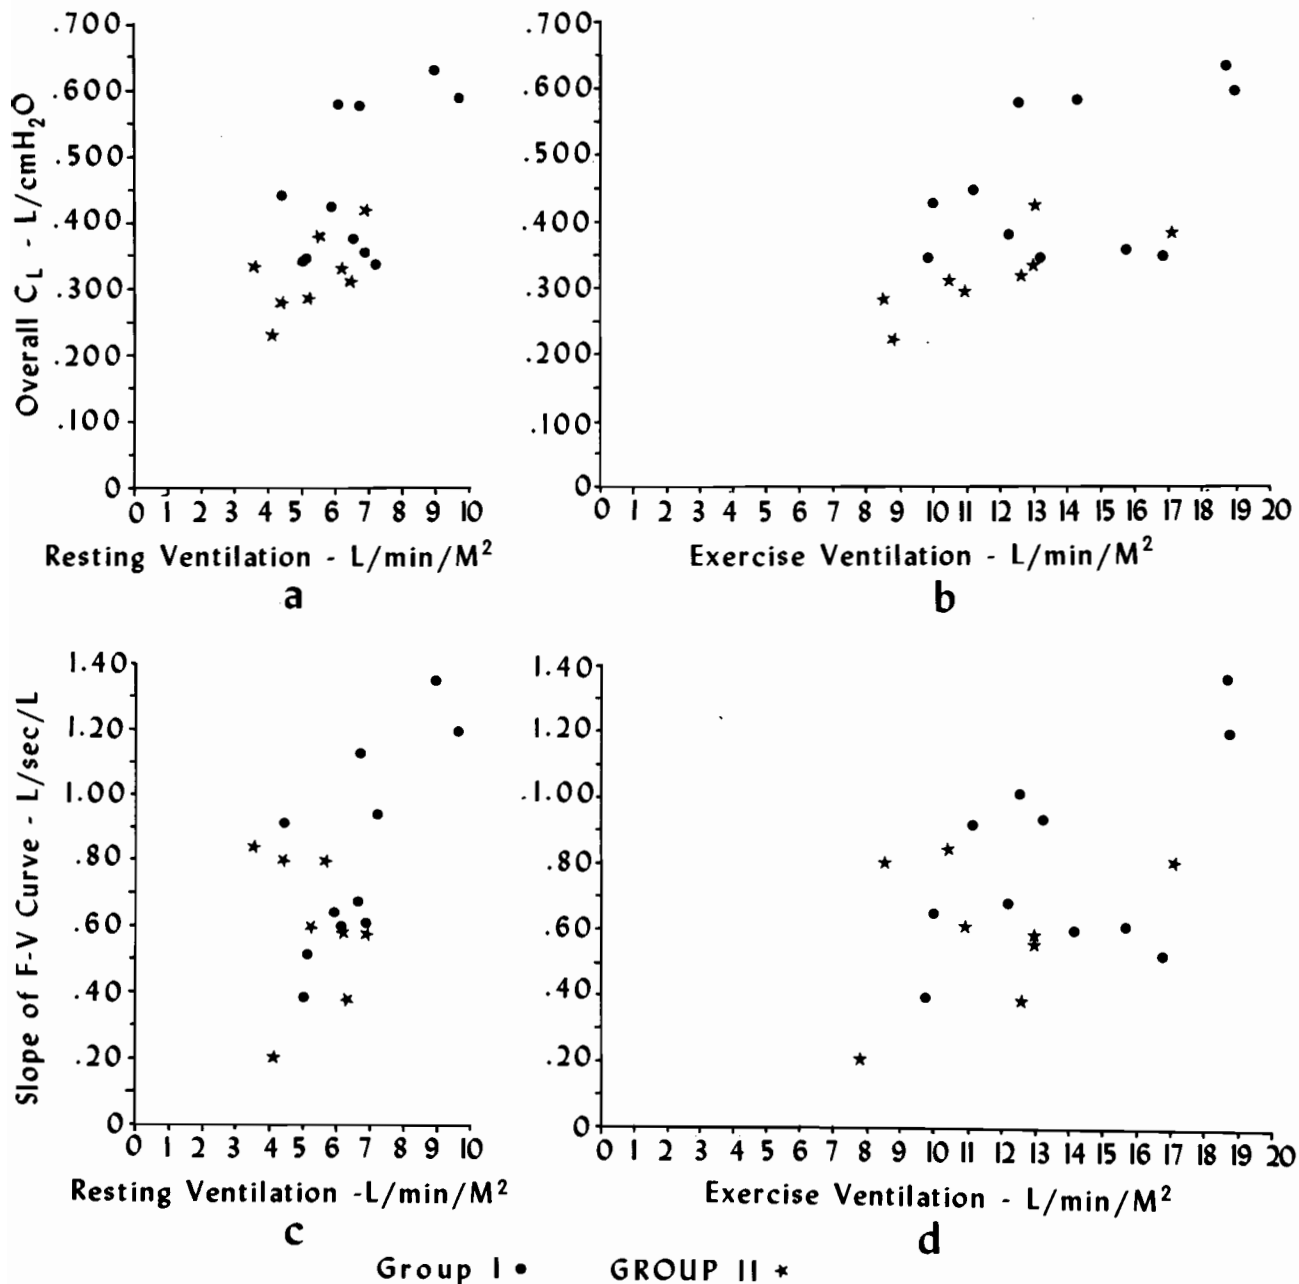 .700
.600
.500
.400
.300
.200
.100
0
Overall CL - L/cmH2O
0 1 2 3 4 5 6 7 8 9 10
Resting Ventilation - L/min/M2
a
.700
.600
.500
.400
.300
.200
.100
0
0 1 2 3 4 5 6 7 8 9 10 11 12 13 14 15 16 17 18 19 20
Exercise Ventilation - L/min/M2
b
1.40
1.20
1.00
.80
.60
.40
.20
0
Slope of F-V Curve - L/sec/L
0 1 2 3 4 5 6 7 8 9 10
Resting Ventilation -L/min/M2
c
1.40
1.20
1.00
.80
.60
.40
.20
0
0 1 2 3 4 5 6 7 8 9 10 11 12 13 14 15 16 17 18 19 20
Exercise Ventilation - L/min/M2
d
Group I ● GROUP II ★